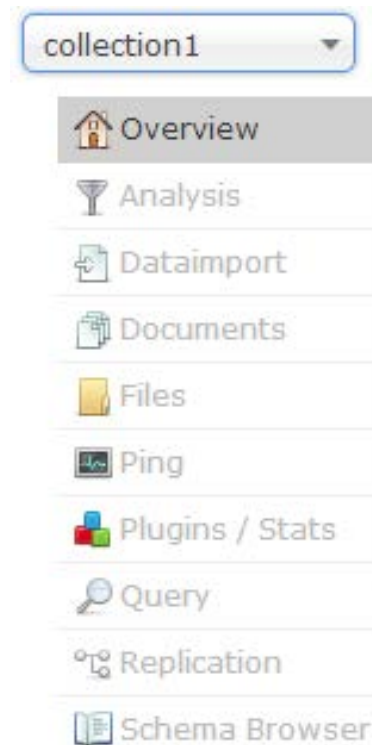 collection1
Overview
Analysis
Dataimport
Documents
Files
Ping
Plugins / Stats
Query
Replication
Schema Browser